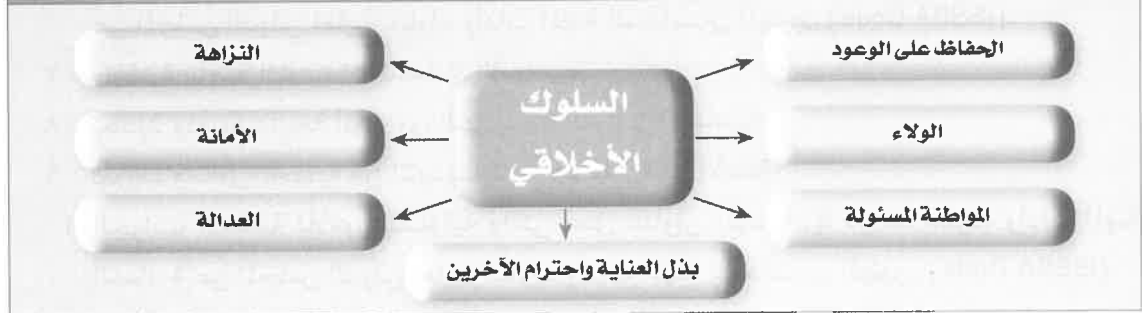 السلوك
الأخلاقي
الحفاظ على الوعود
الولاء
المواطنة المسئولة
النزاهة
الأمانة
العدالة
بذل العناية واحترام الآخرين